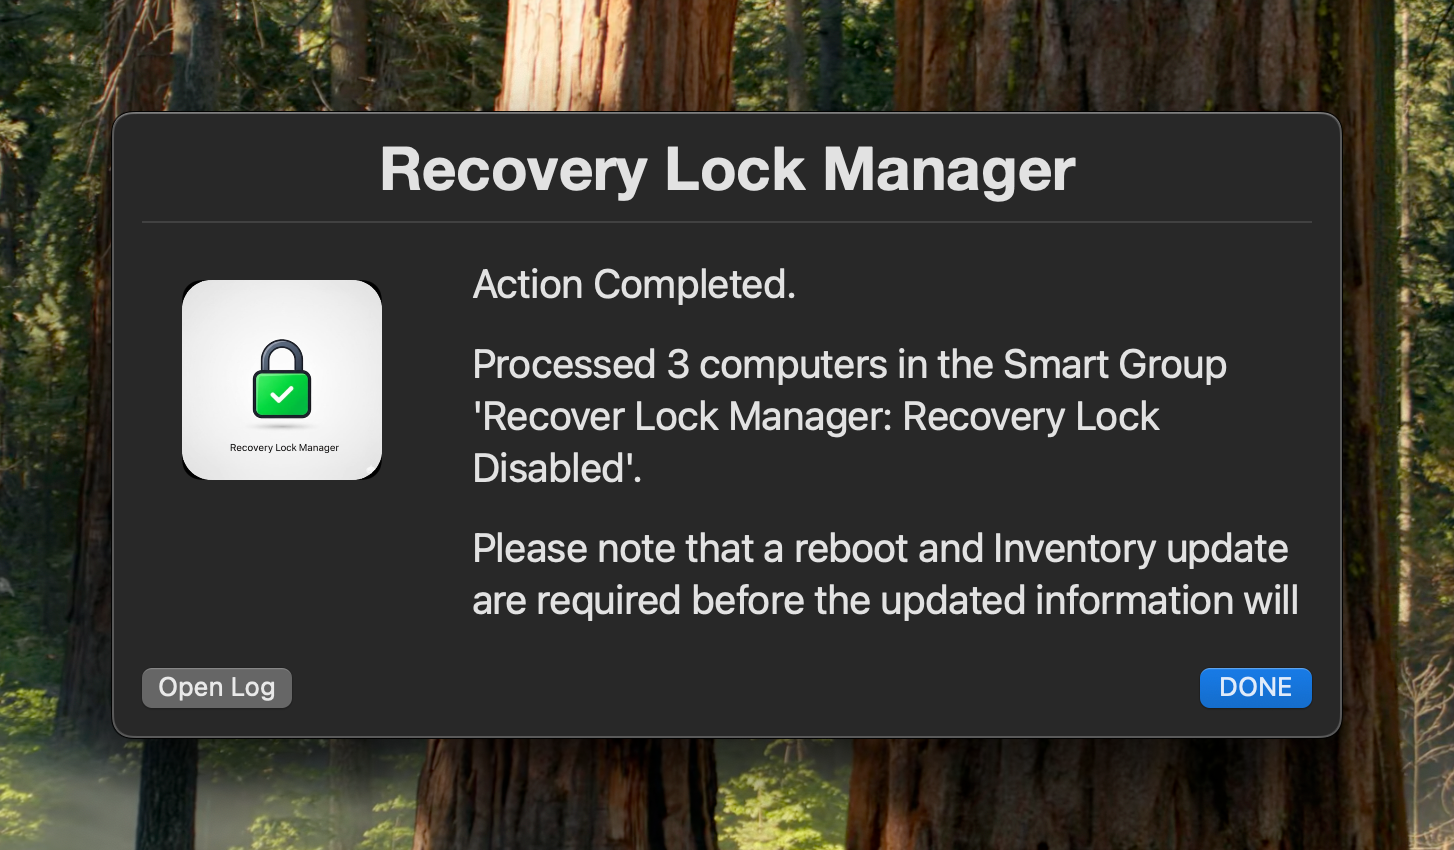 Recovery Lock Manager
Action Completed.
Processed 3 computers in the Smart Group
'Recover Lock Manager: Recovery Lock
Disabled'.
Recovery Lock Manager
Please note that a reboot and Inventory update
are required before the updated information will
Open Log
DONE